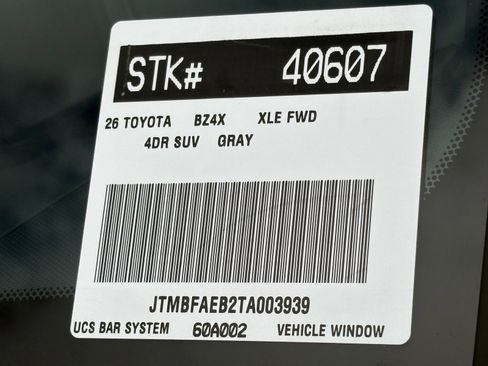 STK# 40607
26 TOYOTA BZ4X XLE FWD
4DR SUV GRAY
JTMBFAEB2TA003939
UCS BAR SYSTEM 60A002 VEHICLE WINDOW